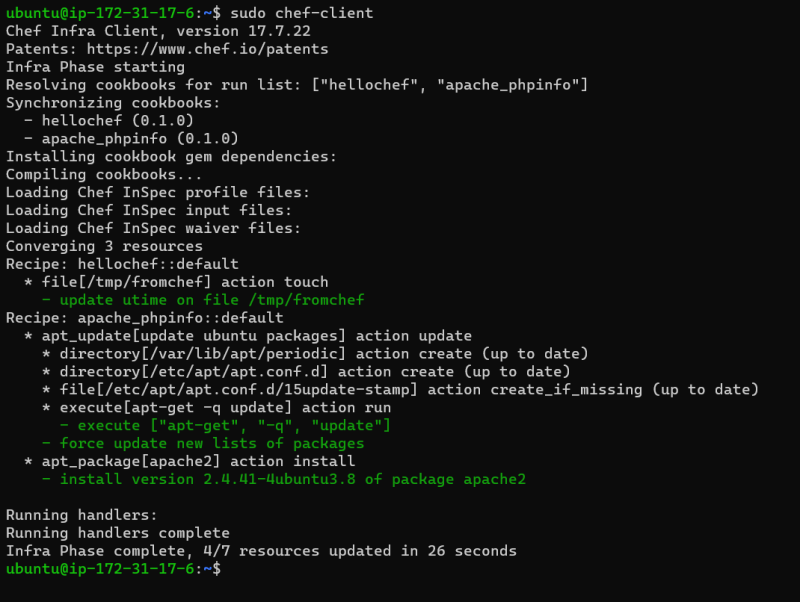 ubuntu@ip-172-31-17-6:~$ sudo chef-client
Chef Infra Client, version 17.7.22
Patents: https://www.chef.io/patents
Infra Phase starting
Resolving cookbooks for run list: ["hellochef", "apache_phpinfo"]
Synchronizing cookbooks:
  - hellochef (0.1.0)
  - apache_phpinfo (0.1.0)
Installing cookbook gem dependencies:
Compiling cookbooks...
Loading Chef InSpec profile files:
Loading Chef InSpec input files:
Loading Chef InSpec waiver files:
Converging 3 resources
Recipe: hellochef::default
  * file[/tmp/fromchef] action touch
    - update utime on file /tmp/fromchef
Recipe: apache_phpinfo::default
  * apt_update[update ubuntu packages] action update
    * directory[/var/lib/apt/periodic] action create (up to date)
    * directory[/etc/apt/apt.conf.d] action create (up to date)
    * file[/etc/apt/apt.conf.d/15update-stamp] action create_if_missing (up to date)
    * execute[apt-get -q update] action run
      - execute ["apt-get", "-q", "update"]
    - force update new lists of packages
  * apt_package[apache2] action install
    - install version 2.4.41-4ubuntu3.8 of package apache2

Running handlers:
Running handlers complete
Infra Phase complete, 4/7 resources updated in 26 seconds
ubuntu@ip-172-31-17-6:~$